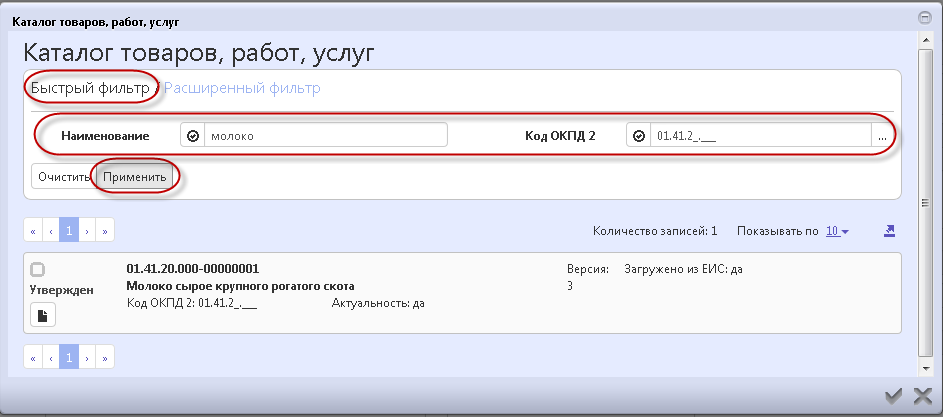 Каталог товаров, работ, услуг
Каталог товаров, работ, услуг
Быстрый фильтр / Расширенный фильтр
Наименование молоко Код ОКПД 2 01.41.2_.___ ...
Очистить Применить
« ‹ 1 › » Количество записей: 1 Показывать по 10
01.41.20.000-00000001 Версия: Загружено из ЕИС: да
Утвержден Молоко сырое крупного рогатого скота 3
Код ОКПД 2: 01.41.2_.___ Актуальность: да
« ‹ 1 › »